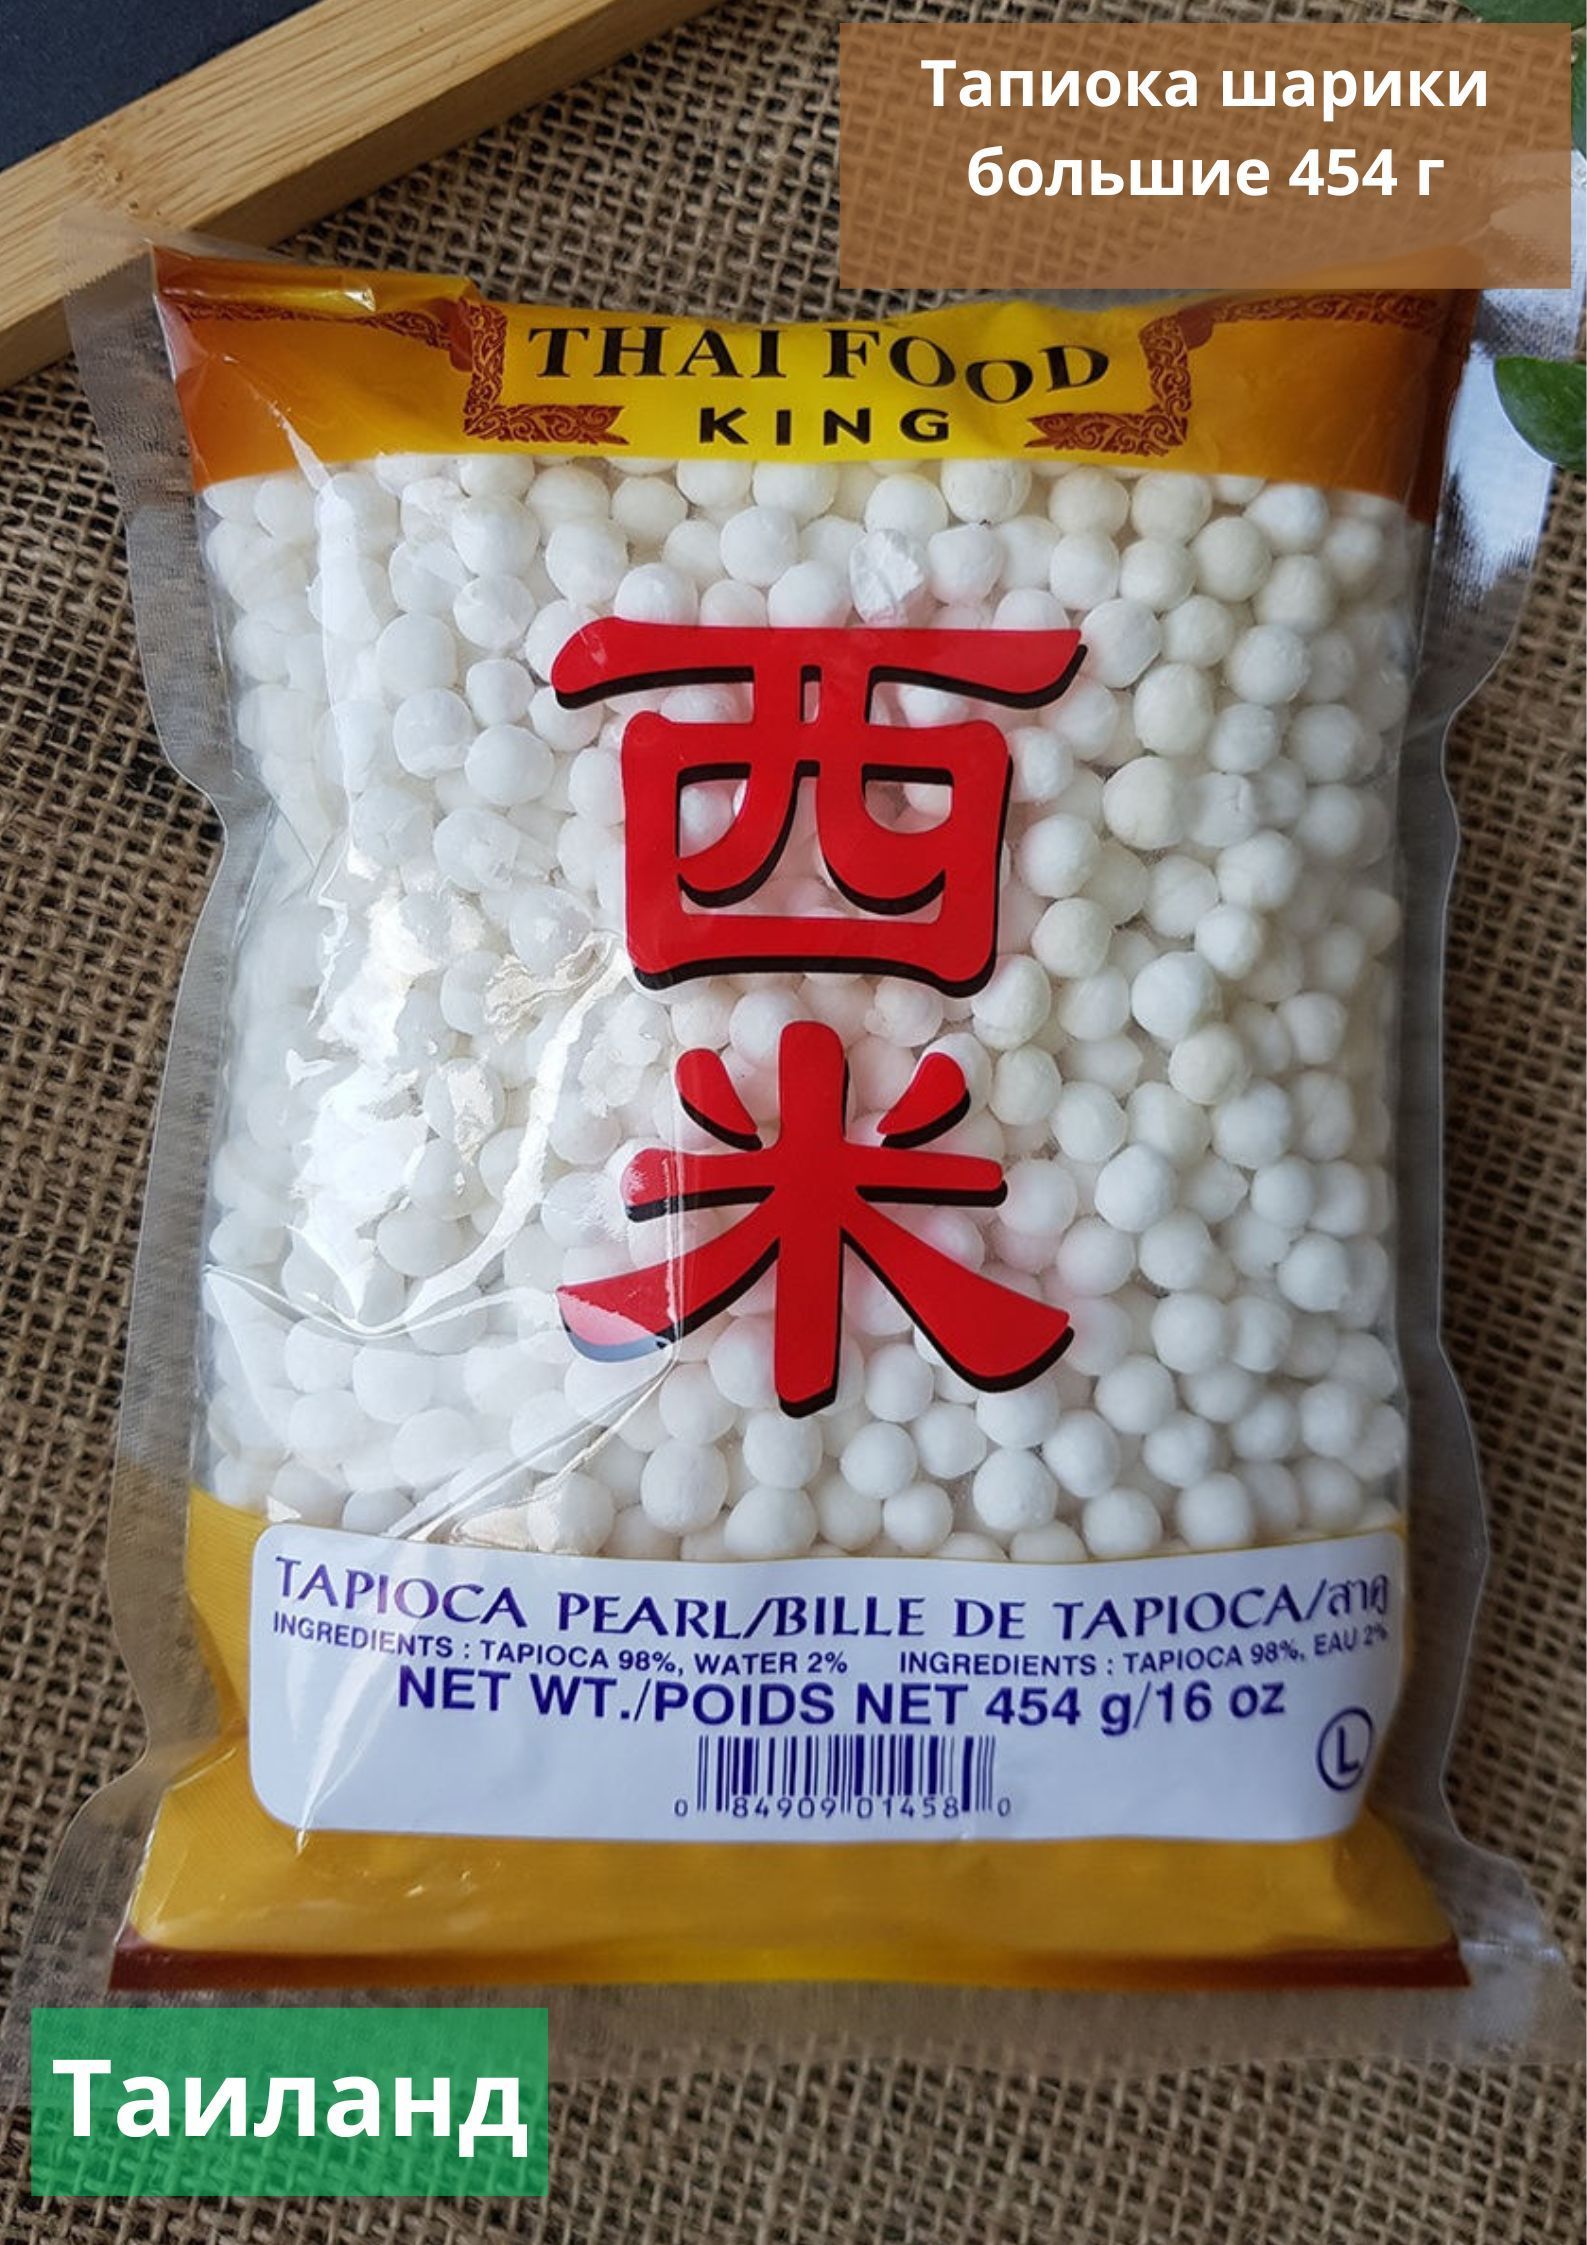 Тапиока шарики
большие 454 г
THAI FOOD
KING
西
米
TAPIOCA PEARL/BILLE DE TAPIOCA/สาคู
INGREDIENTS : TAPIOCA 98%, WATER 2% INGREDIENTS : TAPIOCA 98%, EAU 2%
NET WT./POIDS NET 454 g/16 oz
L
0 84909 01458 0
Таиланд